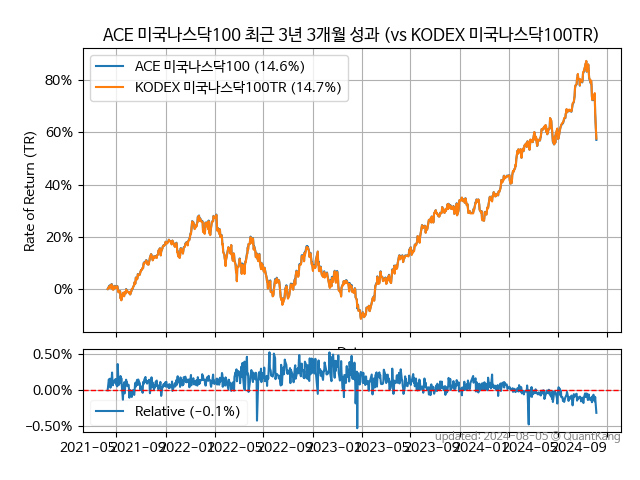 ACE 미국나스닥100 최근 3년 3개월 성과 (vs KODEX 미국나스닥100TR)
ACE 미국나스닥100 (14.6%)
KODEX 미국나스닥100TR (14.7%)
Rate of Return (TR)
80%
60%
40%
20%
0%
0.50%
0.00%
-0.50%
Relative (-0.1%)
2021-05 2021-09 2022-01 2022-05 2022-09 2023-01 2023-05 2023-09 2024-01 2024-05 2024-09
updated: 2024-08-05 © QuantKang